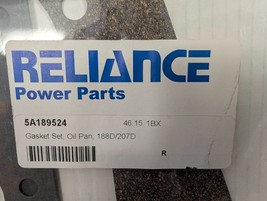 RELIANCE
Power Parts
5A189524 46.15 1BX
Gasket Set, Oil Pan, 188D/207D
R